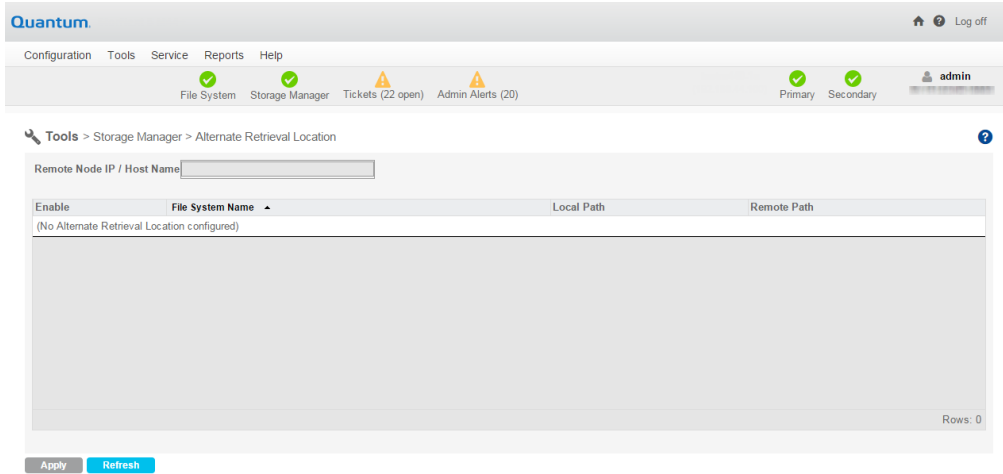 Quantum.
Log off
Configuration Tools Service Reports Help
File System Storage Manager Tickets (22 open) Admin Alerts (20) Primary Secondary admin
Tools > Storage Manager > Alternate Retrieval Location
Remote Node IP / Host Name
Enable File System Name Local Path Remote Path
(No Alternate Retrieval Location configured)
Rows: 0
Apply Refresh